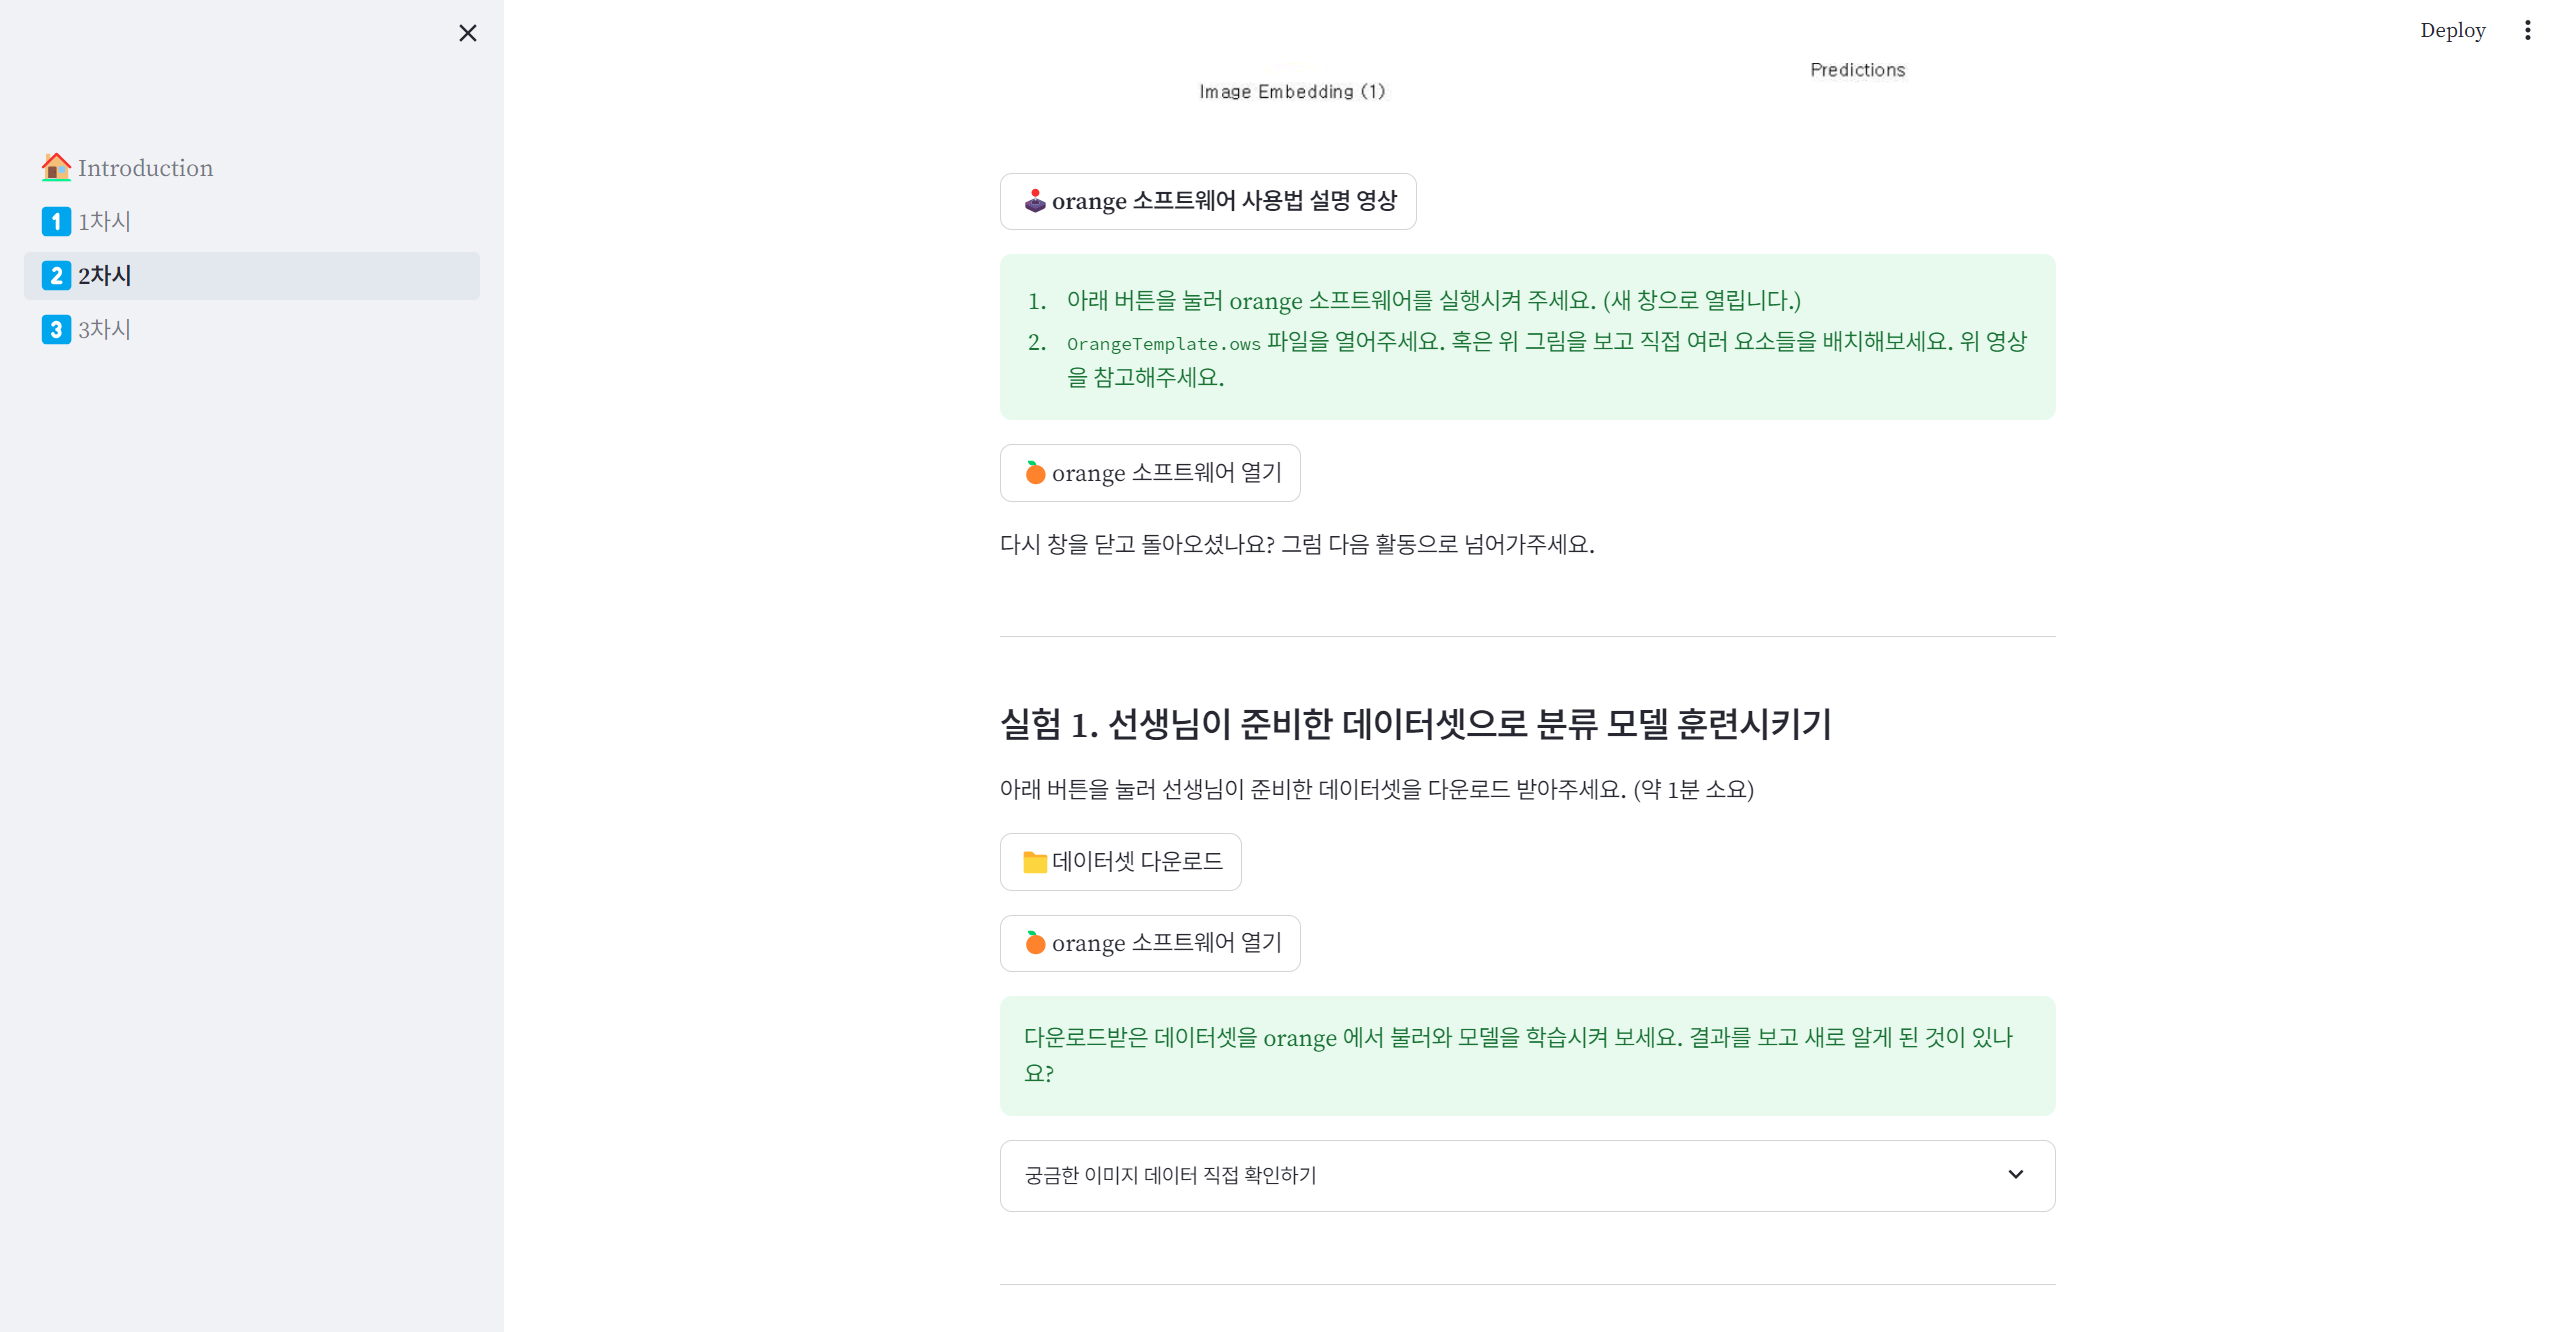 Deploy
Introduction
1 1차시
2 2차시
3 3차시
Predictions
Image Embedding (1)
orange 소프트웨어 사용법 설명 영상
1. 아래 버튼을 눌러 orange 소프트웨어를 실행시켜 주세요. (새 창으로 열립니다.)
2. OrangeTemplate.ows 파일을 열어주세요. 혹은 위 그림을 보고 직접 여러 요소들을 배치해보세요. 위 영상
을 참고해주세요.
orange 소프트웨어 열기
다시 창을 닫고 돌아오셨나요? 그럼 다음 활동으로 넘어가주세요.
실험 1. 선생님이 준비한 데이터셋으로 분류 모델 훈련시키기
아래 버튼을 눌러 선생님이 준비한 데이터셋을 다운로드 받아주세요. (약 1분 소요)
데이터셋 다운로드
orange 소프트웨어 열기
다운로드받은 데이터셋을 orange 에서 불러와 모델을 학습시켜 보세요. 결과를 보고 새로 알게 된 것이 있나
요?
궁금한 이미지 데이터 직접 확인하기